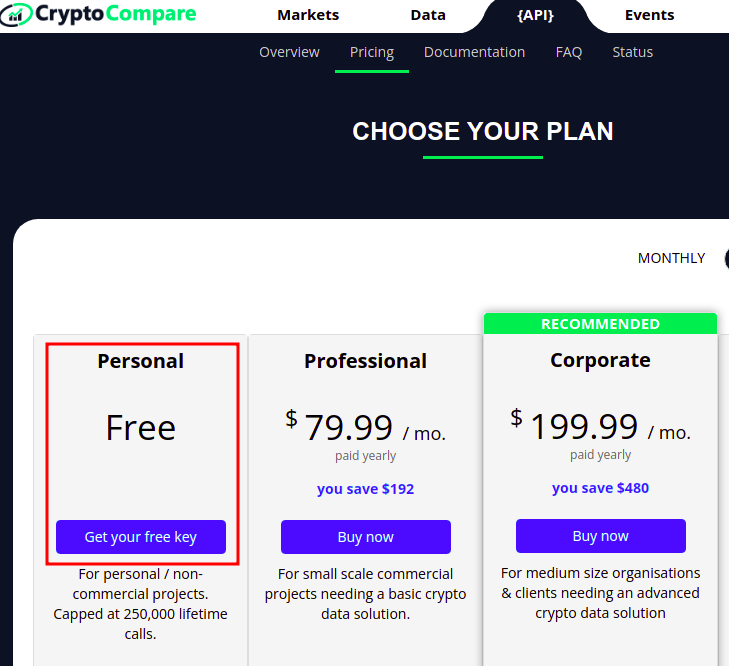 CryptoCompare Markets Data {API} Events
Overview Pricing Documentation FAQ Status
CHOOSE YOUR PLAN
MONTHLY
RECOMMENDED
Personal
Free
Get your free key
For personal / non-
commercial projects.
Capped at 250,000 lifetime
calls.
Professional
$ 79.99 / mo.
paid yearly
you save $192
Buy now
For small scale commercial
projects needing a basic crypto
data solution.
Corporate
$ 199.99 / mo.
paid yearly
you save $480
Buy now
For medium size organisations
& clients needing an advanced
crypto data solution